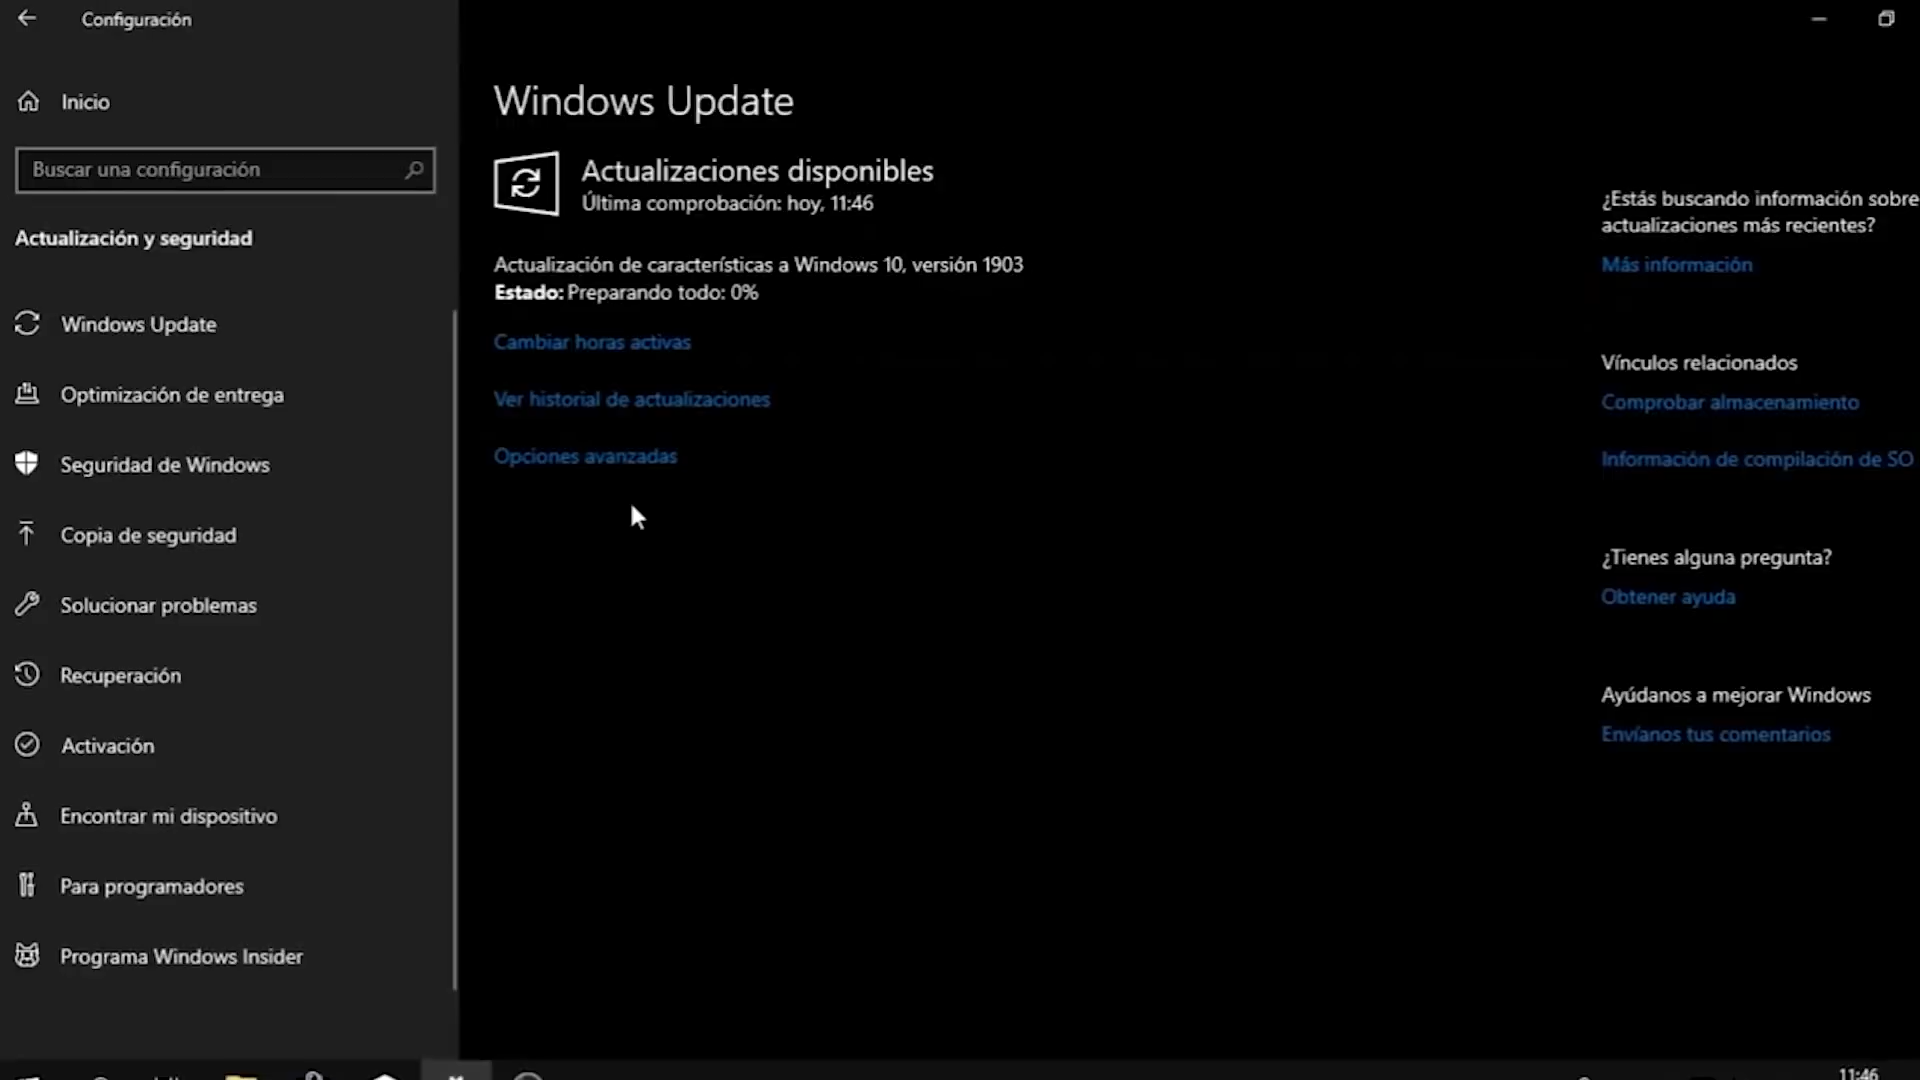 Configuración
Inicio
Buscar una configuración
Actualización y seguridad
Windows Update
Optimización de entrega
Seguridad de Windows
Copia de seguridad
Solucionar problemas
Recuperación
Activación
Encontrar mi dispositivo
Para programadores
Programa Windows Insider
Windows Update
Actualizaciones disponibles
Última comprobación: hoy, 11:46
Actualización de características a Windows 10, versión 1903
Estado: Preparando todo: 0%
Cambiar horas activas
Ver historial de actualizaciones
Opciones avanzadas
¿Estás buscando información sobre
actualizaciones más recientes?
Más información
Vínculos relacionados
Comprobar almacenamiento
Información de compilación de SO
¿Tienes alguna pregunta?
Obtener ayuda
Ayúdanos a mejorar Windows
Envíanos tus comentarios
11:46